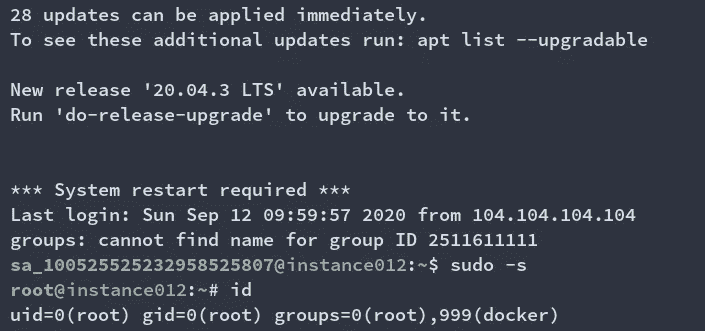 28 updates can be applied immediately.
To see these additional updates run: apt list --upgradable
New release '20.04.3 LTS' available.
Run 'do-release-upgrade' to upgrade to it.
*** System restart required ***
Last login: Sun Sep 12 09:59:57 2020 from 104.104.104.104
groups: cannot find name for group ID 2511611111
sa_100525525232958525807@instance012:~$ sudo -s
root@instance012:~# id
uid=0(root) gid=0(root) groups=0(root),999(docker)